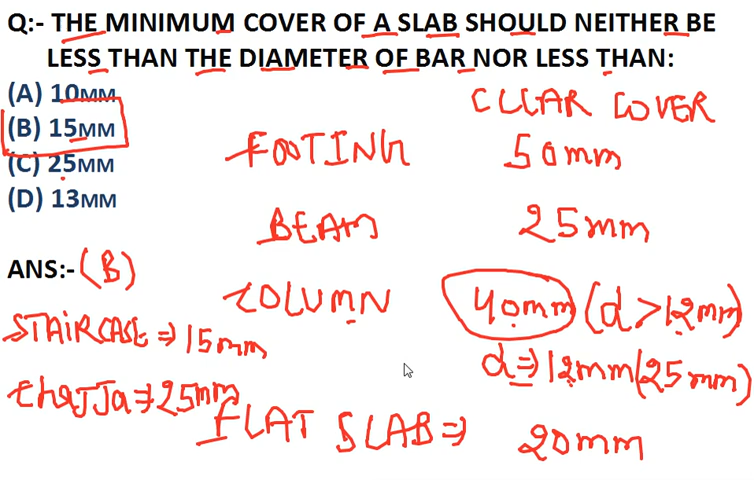 Q:- THE MINIMUM COVER OF A SLAB SHOULD NEITHER BE
LESS THAN THE DIAMETER OF BAR NOR LESS THAN:
(A) 10MM
(B) 15MM
(C) 25MM
(D) 13MM
ANS:- (B)
CLEAR COVER
FOOTING 50mm
BEAM 25mm
COLUMN 40mm (d > 12mm)
d => 12mm (25mm)
STAIRCASE => 15mm
chaJJa => 25mm
FLAT SLAB => 20mm